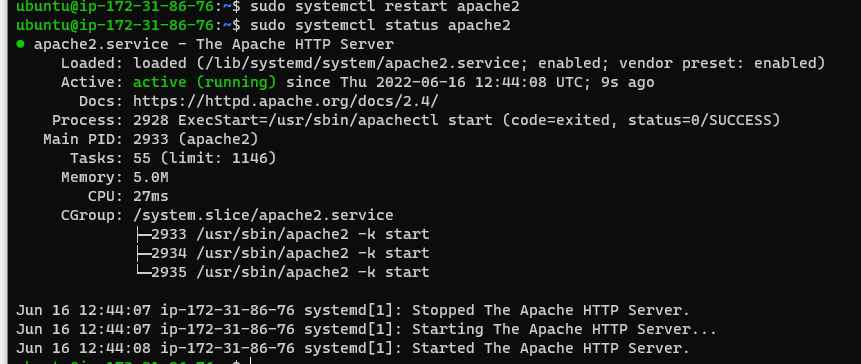 ubuntu@ip-172-31-86-76:~$ sudo systemctl restart apache2
ubuntu@ip-172-31-86-76:~$ sudo systemctl status apache2
● apache2.service - The Apache HTTP Server
     Loaded: loaded (/lib/systemd/system/apache2.service; enabled; vendor preset: enabled)
     Active: active (running) since Thu 2022-06-16 12:44:08 UTC; 9s ago
       Docs: https://httpd.apache.org/docs/2.4/
    Process: 2928 ExecStart=/usr/sbin/apachectl start (code=exited, status=0/SUCCESS)
   Main PID: 2933 (apache2)
      Tasks: 55 (limit: 1146)
     Memory: 5.0M
        CPU: 27ms
     CGroup: /system.slice/apache2.service
             ├─2933 /usr/sbin/apache2 -k start
             ├─2934 /usr/sbin/apache2 -k start
             └─2935 /usr/sbin/apache2 -k start

Jun 16 12:44:07 ip-172-31-86-76 systemd[1]: Stopped The Apache HTTP Server.
Jun 16 12:44:07 ip-172-31-86-76 systemd[1]: Starting The Apache HTTP Server...
Jun 16 12:44:08 ip-172-31-86-76 systemd[1]: Started The Apache HTTP Server.
ubuntu@ip-172-31-86-76:~$